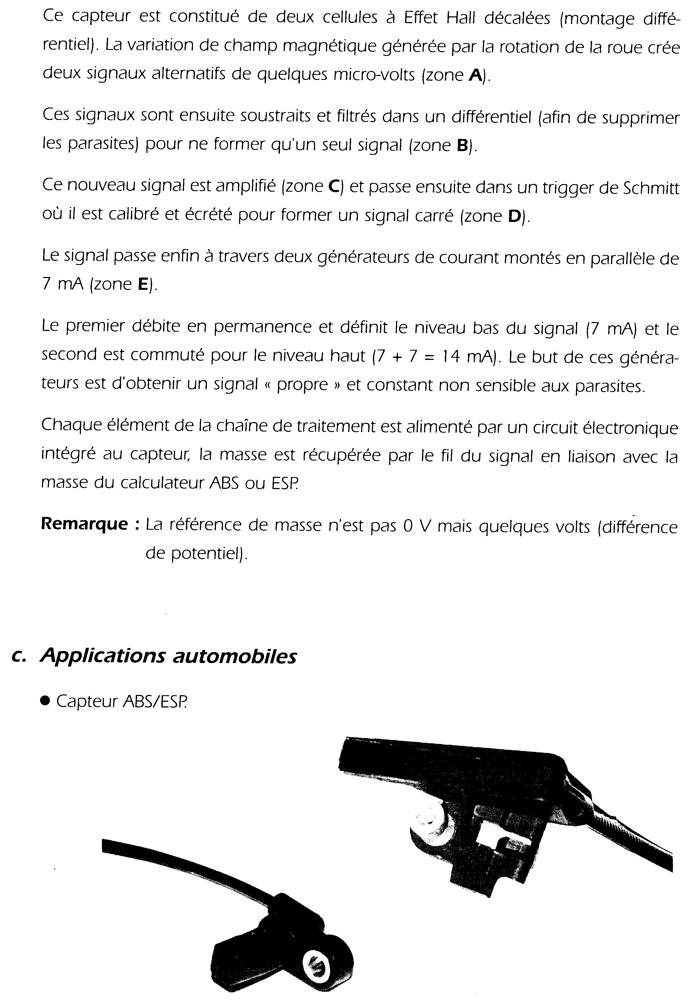 Ce capteur est constitué de deux cellules à Effet Hall décalées (montage diffé-
rentiel). La variation de champ magnétique générée par la rotation de la roue crée
deux signaux alternatifs de quelques micro-volts (zone A).
Ces signaux sont ensuite soustraits et filtrés dans un différentiel (afin de supprimer
les parasites) pour ne former qu'un seul signal (zone B).
Ce nouveau signal est amplifié (zone C) et passe ensuite dans un trigger de Schmitt
où il est calibré et écrété pour former un signal carré (zone D).
Le signal passe enfin à travers deux générateurs de courant montés en parallèle de
7 mA (zone E).
Le premier débite en permanence et définit le niveau bas du signal (7 mA) et le
second est commuté pour le niveau haut (7 + 7 = 14 mA). Le but de ces généra-
teurs est d'obtenir un signal « propre » et constant non sensible aux parasites.
Chaque élément de la chaîne de traitement est alimenté par un circuit électronique
intégré au capteur, la masse est récupérée par le fil du signal en liaison avec la
masse du calculateur ABS ou ESP.
Remarque : La référence de masse n'est pas 0 V mais quelques volts (différence
de potentiel).
c. Applications automobiles
● Capteur ABS/ESP.